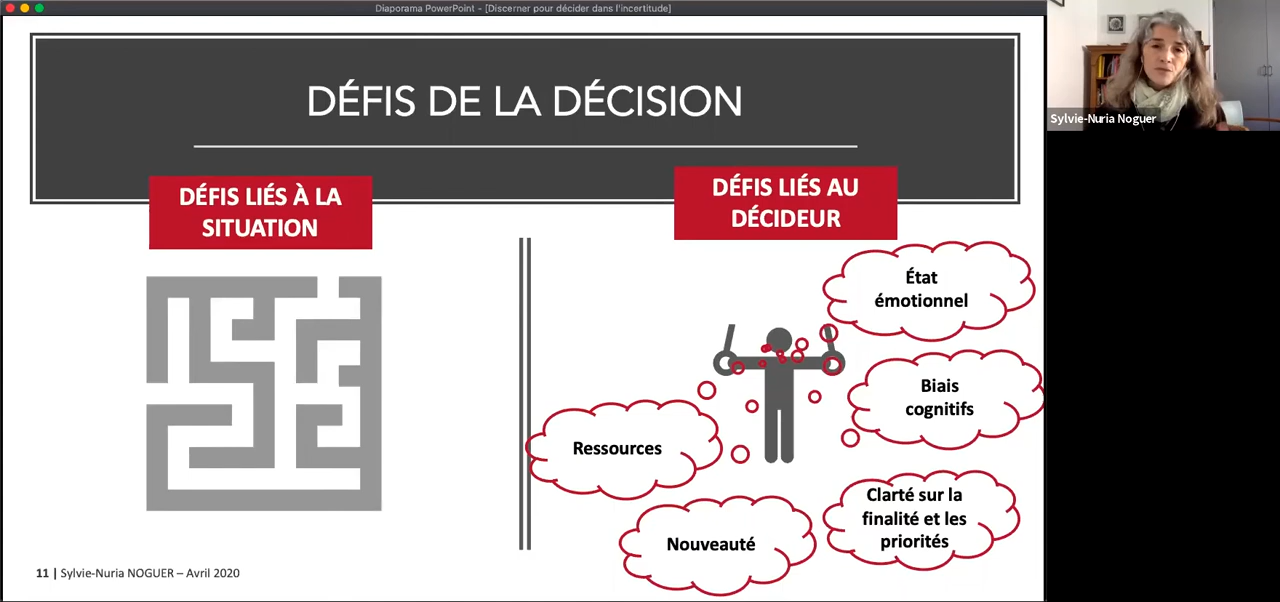 Diaporama PowerPoint - [Discerner pour décider dans l'incertitude]
DÉFIS DE LA DÉCISION
DÉFIS LIÉS À LA
SITUATION
DÉFIS LIÉS AU
DÉCIDEUR
État
émotionnel
Biais
cognitifs
Ressources
Clarté sur la
finalité et les
priorités
Nouveauté
11 | Sylvie-Nuria NOGUER – Avril 2020
Sylvie-Nuria Noguer